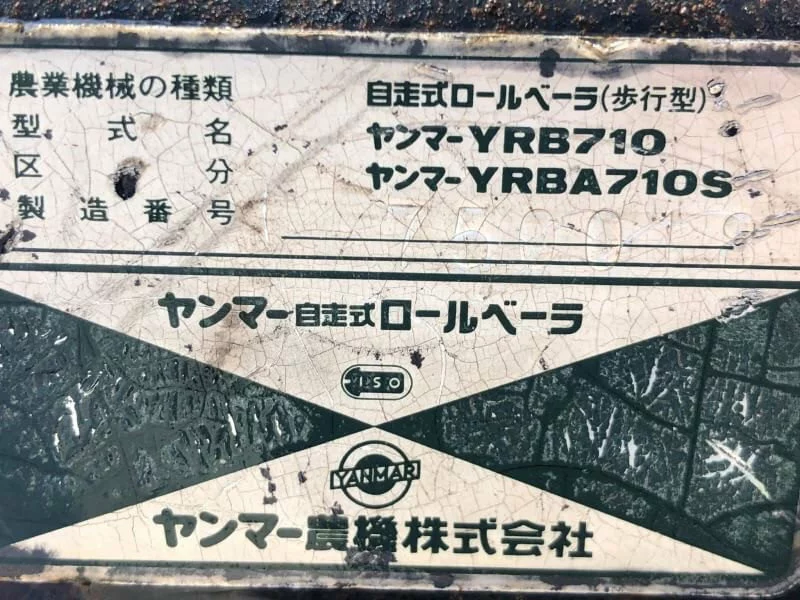 農業機械の種類 自走式ロールベーラ(歩行型)
型式名 ヤンマーYRB710
区分 ヤンマーYRBA710S
製造番号
ヤンマー自走式ロールベーラ
ISO
YANMAR
ヤンマー農機株式会社